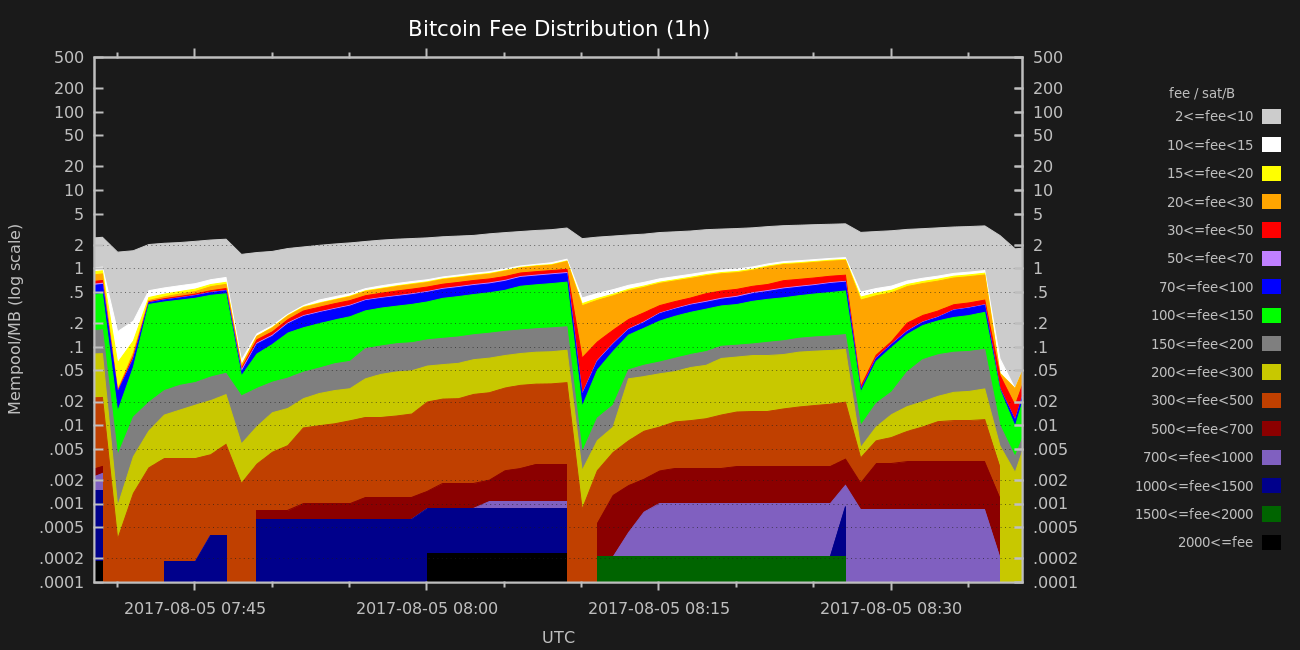 Bitcoin Fee Distribution (1h)
Mempool/MB (log scale)
500
200
100
50
20
10
5
2
1
.5
.2
.1
.05
.02
.01
.005
.002
.001
.0005
.0002
.0001
2017-08-05 07:45
2017-08-05 08:00
2017-08-05 08:15
2017-08-05 08:30
UTC
500
200
100
50
20
10
5
2
1
.5
.2
.1
.05
.02
.01
.005
.002
.001
.0005
.0002
.0001
fee / sat/B
2<=fee<10
10<=fee<15
15<=fee<20
20<=fee<30
30<=fee<50
50<=fee<70
70<=fee<100
100<=fee<150
150<=fee<200
200<=fee<300
300<=fee<500
500<=fee<700
700<=fee<1000
1000<=fee<1500
1500<=fee<2000
2000<=fee